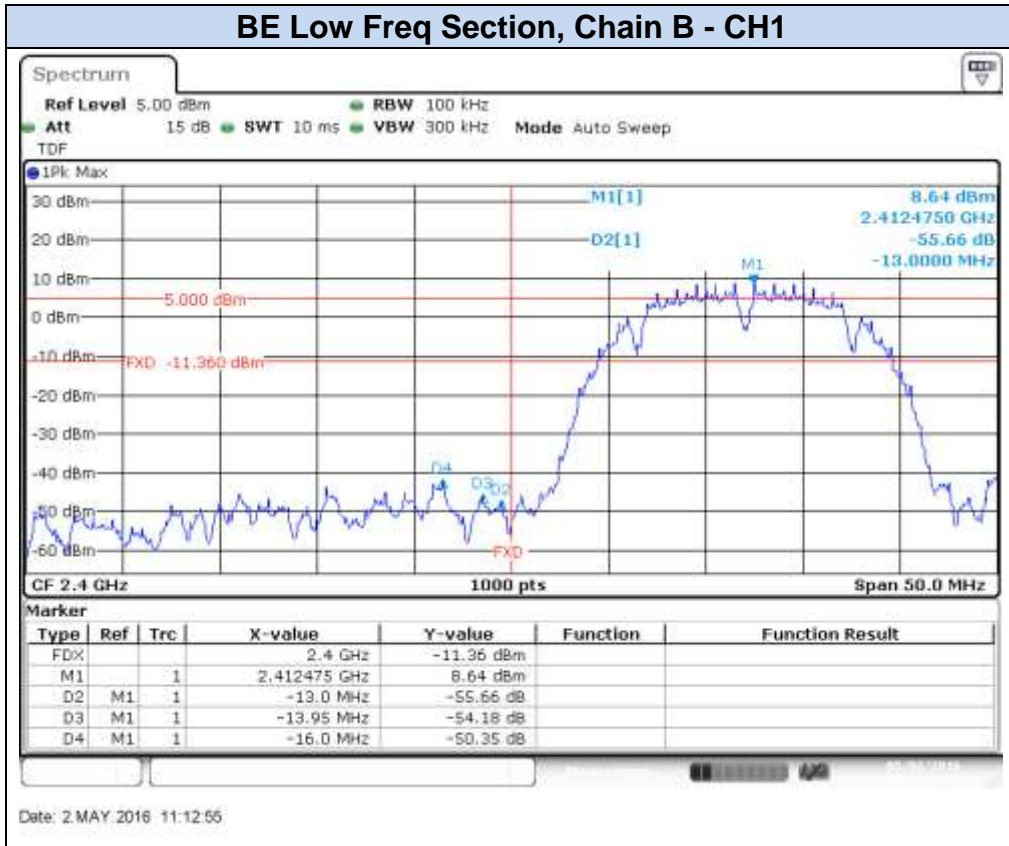 BE Low Freq Section, Chain B - CH1
Spectrum
Ref Level 5.00 dBm RBW 100 kHz
Att 15 dB SWT 10 ms VBW 300 kHz Mode Auto Sweep
TDF
1Pk Max
M1[1] 8.64 dBm
2.4124750 GHz
D2[1] -55.66 dB
-13.0000 MHz
30 dBm
20 dBm
10 dBm
0 dBm
-10 dBm
-20 dBm
-30 dBm
-40 dBm
-50 dBm
-60 dBm
M1
5.000 dBm
FXD -11.360 dBm
D4
D3
D2
FXD
CF 2.4 GHz 1000 pts Span 50.0 MHz
Marker
Type Ref Trc X-value Y-value Function Function Result
FDX 2.4 GHz -11.36 dBm
M1 1 2.412475 GHz 8.64 dBm
D2 M1 1 -13.0 MHz -55.66 dB
D3 M1 1 -13.95 MHz -54.18 dB
D4 M1 1 -16.0 MHz -50.35 dB
Date: 2.MAY.2016 11:12:55